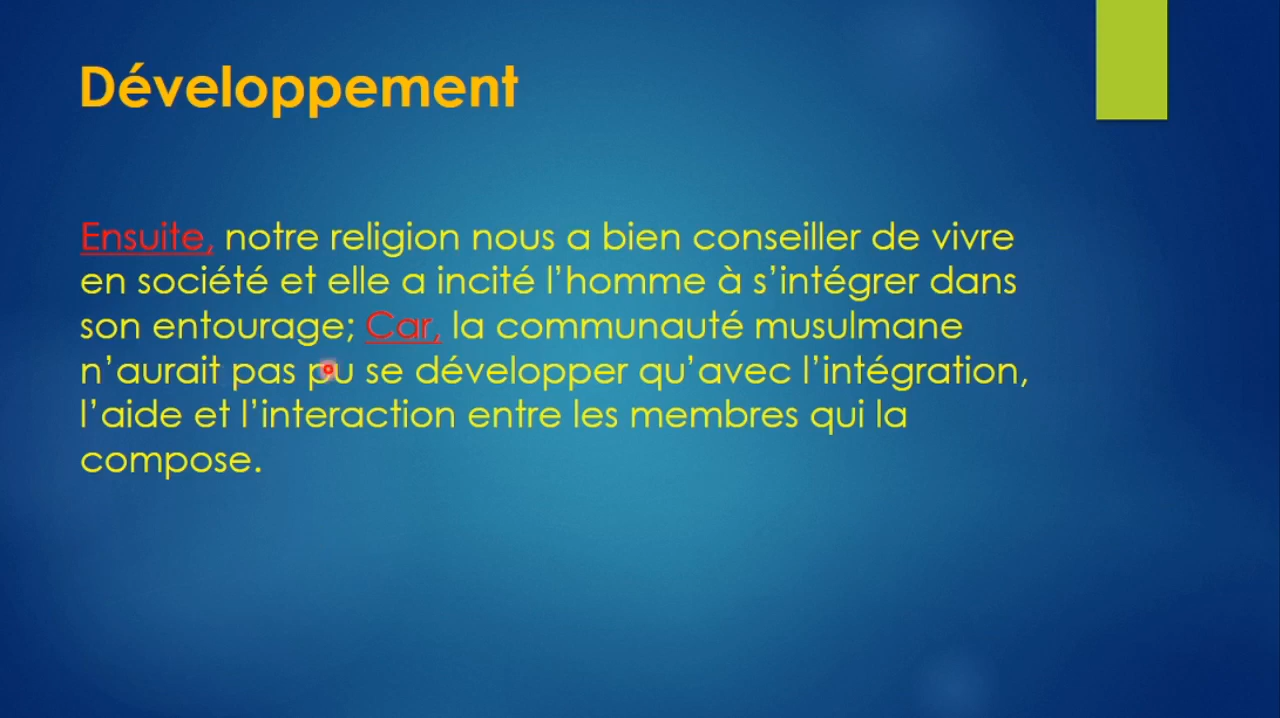 Développement
Ensuite, notre religion nous a bien conseiller de vivre
en société et elle a incité l’homme à s’intégrer dans
son entourage; Car, la communauté musulmane
n’aurait pas pu se développer qu’avec l’intégration,
l’aide et l’interaction entre les membres qui la
compose.